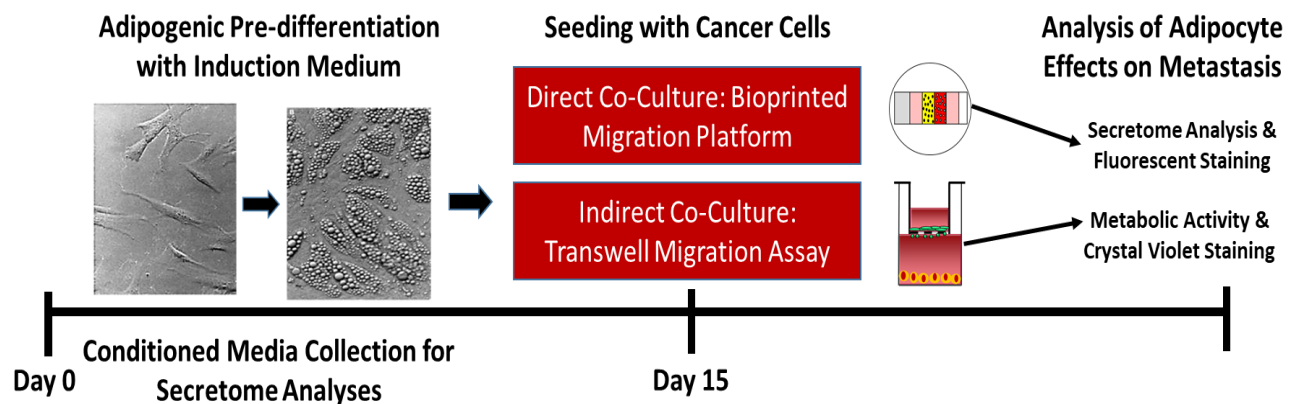 Adipogenic Pre-differentiation
with Induction Medium
Seeding with Cancer Cells
Direct Co-Culture: Bioprinted
Migration Platform
Indirect Co-Culture:
Transwell Migration Assay
Analysis of Adipocyte
Effects on Metastasis
Secretome Analysis &
Fluorescent Staining
Metabolic Activity &
Crystal Violet Staining
Day 0
Conditioned Media Collection for
Secretome Analyses
Day 15